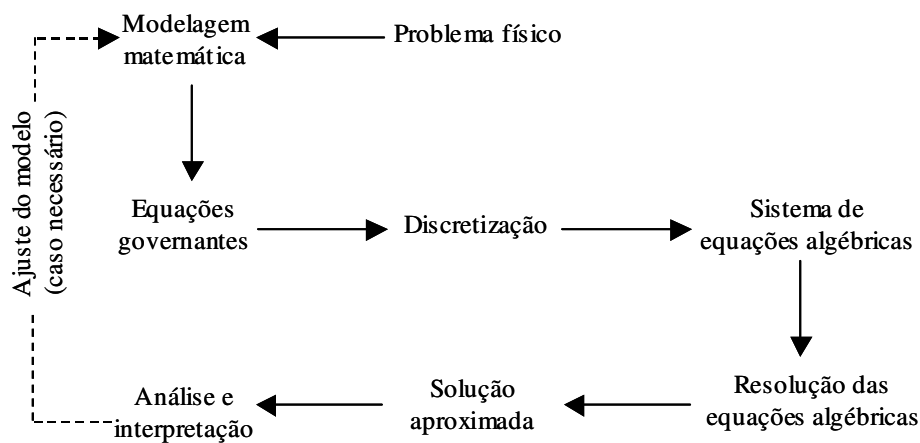 Modelagem
matemática
Problema físico
Ajuste do modelo
(caso necessário)
Equações
governantes
Discretização
Sistema de
equações algébricas
Resolução das
equações algébricas
Solução
aproximada
Análise e
interpretação